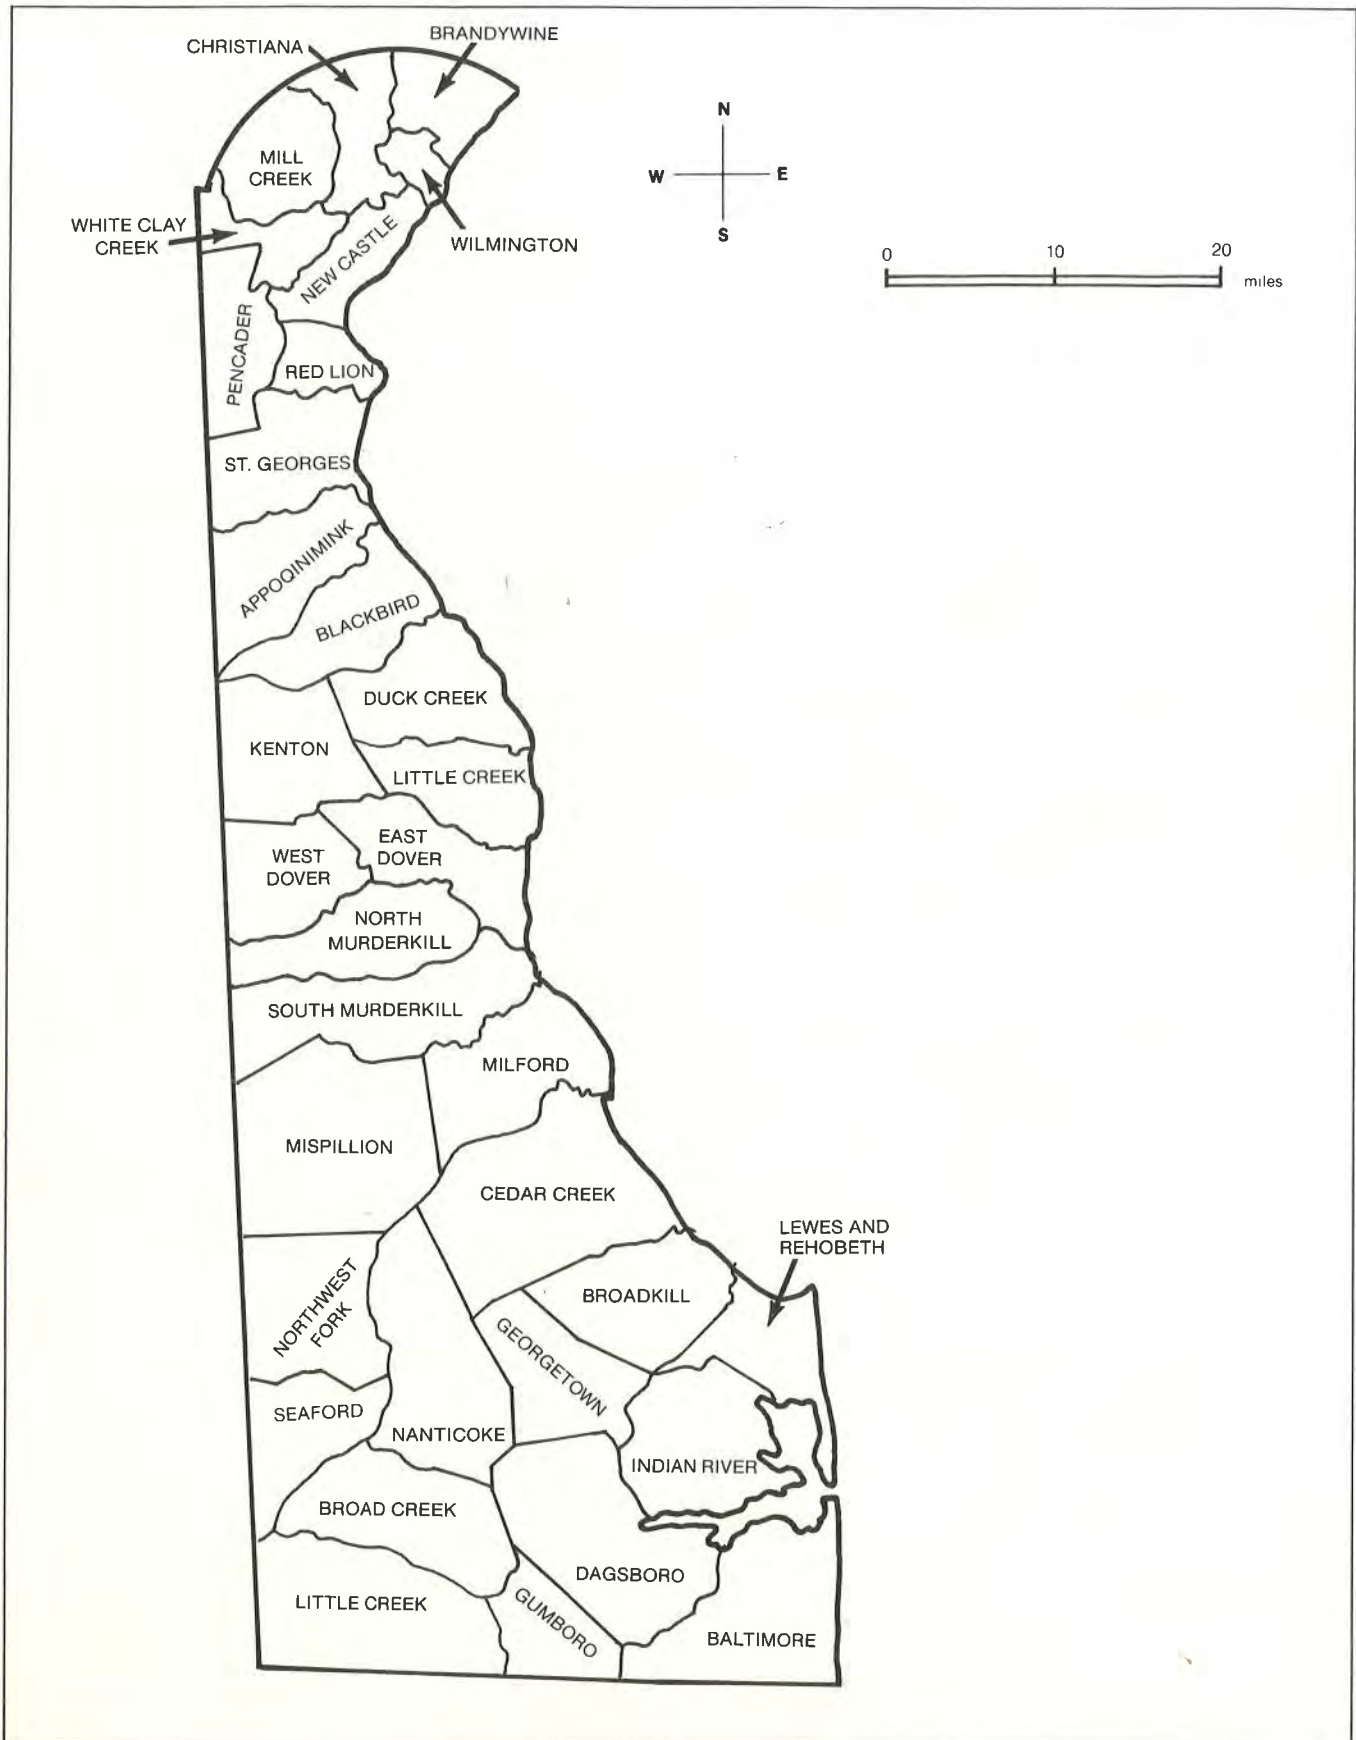 BRANDYWINE
CHRISTIANA
N
MILL
CREEK
W
E
WHITE CLAY
CREEK
S
WILMINGTON
NEW CASTLE
0
10
20
miles
PENCADER
RED LION
ST. GEORGES
APPOQINIMINK
BLACKBIRD
DUCK CREEK
KENTON
LITTLE CREEK
EAST
DOVER
WEST
DOVER
NORTH
MURDERKILL
SOUTH MURDERKILL
MILFORD
MISPILLION
CEDAR CREEK
LEWES AND
REHOBETH
BROADKILL
NORTHWEST
FORK
GEORGETOWN
SEAFORD
NANTICOKE
INDIAN RIVER
BROAD CREEK
DAGSBORO
LITTLE CREEK
GUMBORO
BALTIMORE